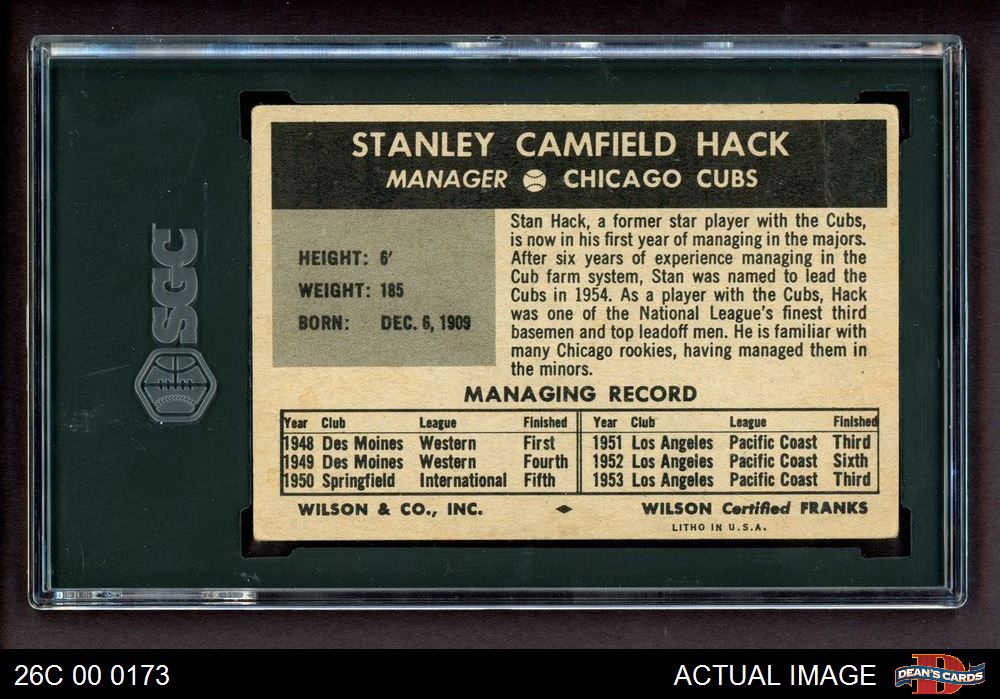 STANLEY CAMFIELD HACK
MANAGER CHICAGO CUBS
HEIGHT: 6'
WEIGHT: 185
BORN: DEC. 6, 1909
Stan Hack, a former star player with the Cubs,
is now in his first year of managing in the majors.
After six years of experience managing in the
Cub farm system, Stan was named to lead the
Cubs in 1954. As a player with the Cubs, Hack
was one of the National League's finest third
basemen and top leadoff men. He is familiar with
many Chicago rookies, having managed them in
the minors.
MANAGING RECORD
Year Club League Finished Year Club League Finished
1948 Des Moines Western First 1951 Los Angeles Pacific Coast Third
1949 Des Moines Western Fourth 1952 Los Angeles Pacific Coast Sixth
1950 Springfield International Fifth 1953 Los Angeles Pacific Coast Third
WILSON & CO., INC. WILSON Certified FRANKS
LITHO IN U.S.A.
SGC
26C 00 0173 ACTUAL IMAGE DEAN'S CARDS